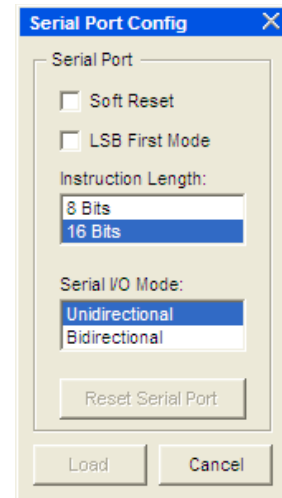 Serial Port Config
Serial Port
Soft Reset
LSB First Mode
Instruction Length:
8 Bits
16 Bits
Serial I/O Mode:
Unidirectional
Bidirectional
Reset Serial Port
Load Cancel